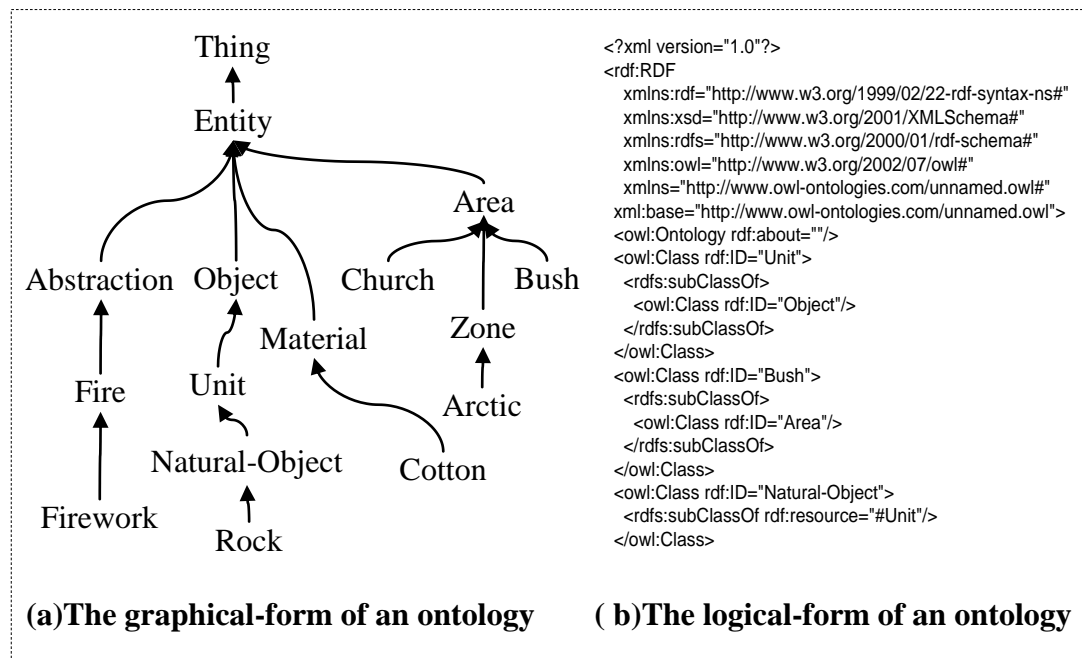 Thing
Entity
Area
Abstraction Object Church Bush
Material Zone
Fire Unit Arctic
Natural-Object Cotton
Firework Rock
<?xml version="1.0"?>
<rdf:RDF
xmlns:rdf="http://www.w3.org/1999/02/22-rdf-syntax-ns#"
xmlns:xsd="http://www.w3.org/2001/XMLSchema#"
xmlns:rdfs="http://www.w3.org/2000/01/rdf-schema#"
xmlns:owl="http://www.w3.org/2002/07/owl#"
xmlns="http://www.owl-ontologies.com/unnamed.owl#"
xml:base="http://www.owl-ontologies.com/unnamed.owl">
<owl:Ontology rdf:about=""/>
<owl:Class rdf:ID="Unit">
<rdfs:subClassOf>
<owl:Class rdf:ID="Object"/>
</rdfs:subClassOf>
</owl:Class>
<owl:Class rdf:ID="Bush">
<rdfs:subClassOf>
<owl:Class rdf:ID="Area"/>
</rdfs:subClassOf>
</owl:Class>
<owl:Class rdf:ID="Natural-Object">
<rdfs:subClassOf rdf:resource="#Unit"/>
</owl:Class>
(a)The graphical-form of an ontology ( b)The logical-form of an ontology